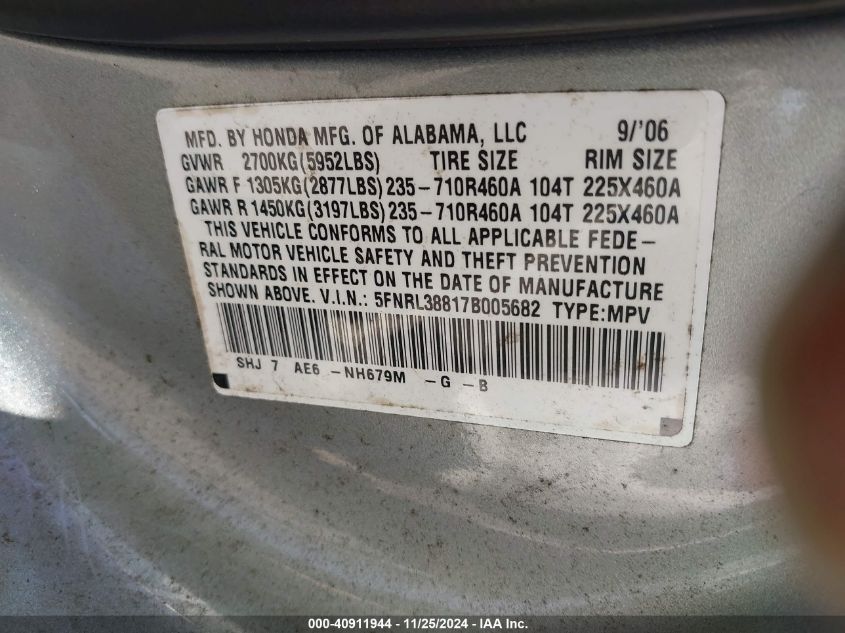 MFD. BY HONDA MFG. OF ALABAMA, LLC 9/'06
GVWR 2700KG(5952LBS) TIRE SIZE RIM SIZE
GAWR F 1305KG(2877LBS) 235-710R460A 104T 225X460A
GAWR R 1450KG(3197LBS) 235-710R460A 104T 225X460A
THIS VEHICLE CONFORMS TO ALL APPLICABLE FEDE-
RAL MOTOR VEHICLE SAFETY AND THEFT PREVENTION
STANDARDS IN EFFECT ON THE DATE OF MANUFACTURE
SHOWN ABOVE. V.I.N.: 5FNRL38817B005682 TYPE:MPV
SHJ 7 AE6 -NH679M -G -B
000-40911944 - 11/25/2024 - IAA Inc.